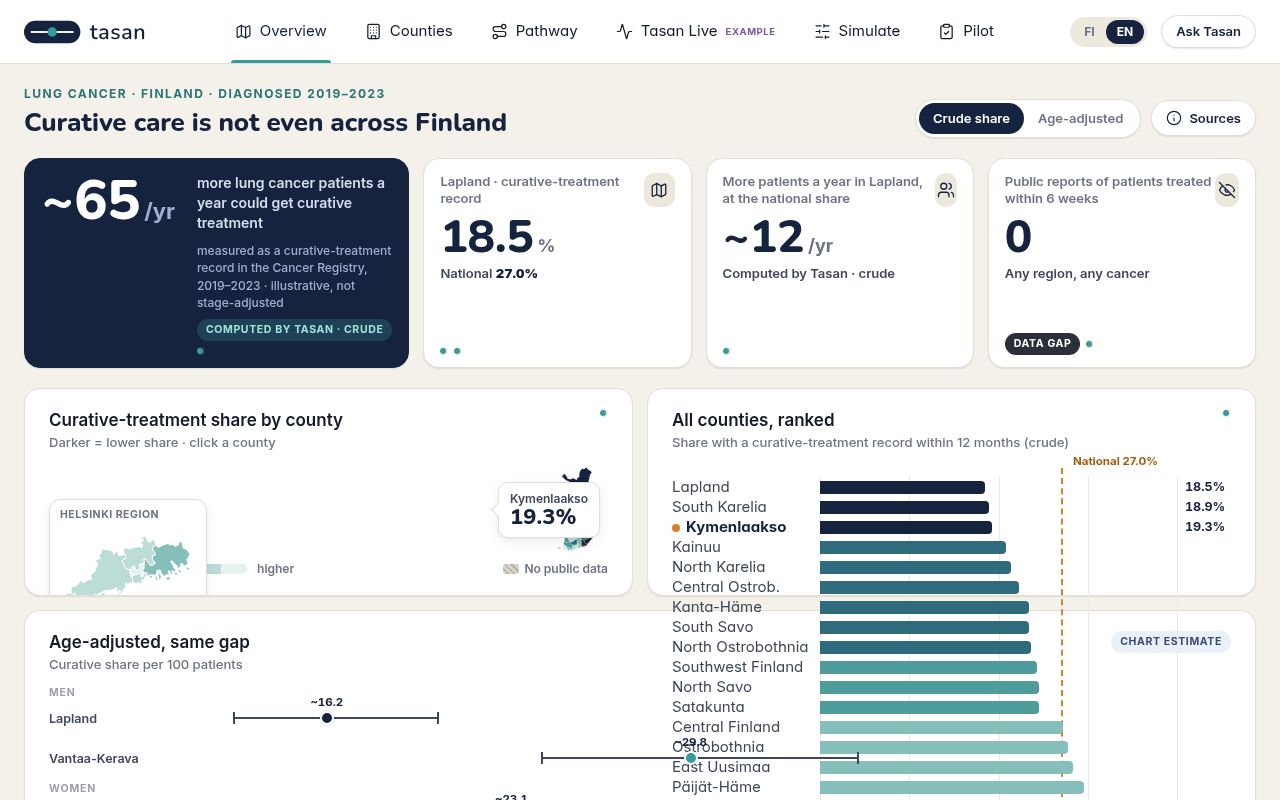 tasan
Overview
Counties
Pathway
Tasan Live EXAMPLE
Simulate
Pilot
FI EN
Ask Tasan
LUNG CANCER · FINLAND · DIAGNOSED 2019–2023
Curative care is not even across Finland
Crude share
Age-adjusted
Sources
~65 /yr
more lung cancer patients a
year could get curative
treatment
measured as a curative-treatment
record in the Cancer Registry,
2019–2023 · illustrative, not
stage-adjusted
COMPUTED BY TASAN · CRUDE
Lapland · curative-treatment
record
18.5 %
National 27.0%
More patients a year in Lapland,
at the national share
~12 /yr
Computed by Tasan · crude
Public reports of patients treated
within 6 weeks
0
Any region, any cancer
DATA GAP
Curative-treatment share by county
Darker = lower share · click a county
Kymenlaakso
19.3%
HELSINKI REGION
higher
No public data
All counties, ranked
Share with a curative-treatment record within 12 months (crude)
National 27.0%
Lapland 18.5%
South Karelia 18.9%
Kymenlaakso 19.3%
Kainuu
North Karelia
Central Ostrob.
Kanta-Häme
South Savo
North Ostrobothnia
Southwest Finland
North Savo
Satakunta
Central Finland
Ostrobothnia
East Uusimaa
Päijät-Häme
Age-adjusted, same gap
Curative share per 100 patients
CHART ESTIMATE
MEN
~16.2
Lapland
~29.8
Vantaa-Kerava
WOMEN
~23.1